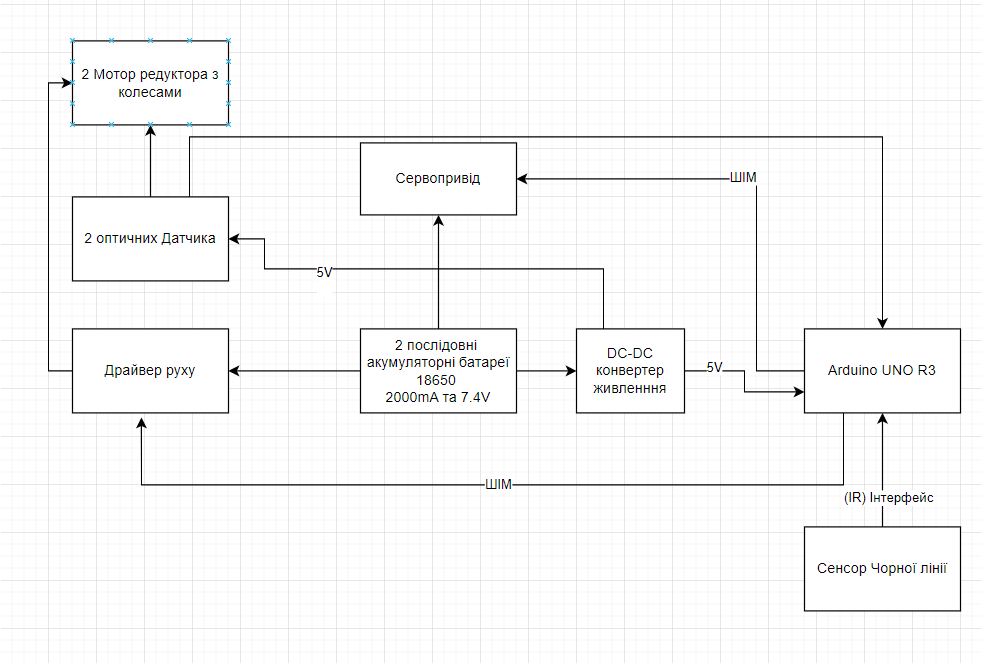 2 Мотор редуктора з
колесами
Сервопривід
ШІМ
2 оптичних Датчика
5V
Драйвер руху
2 послідовні
акумуляторні батареї
18650
2000mA та 7.4V
DC-DC
конвертер
живленння
5V
Arduino UNO R3
ШІМ
(IR) Інтерфейс
Сенсор Чорної лінії